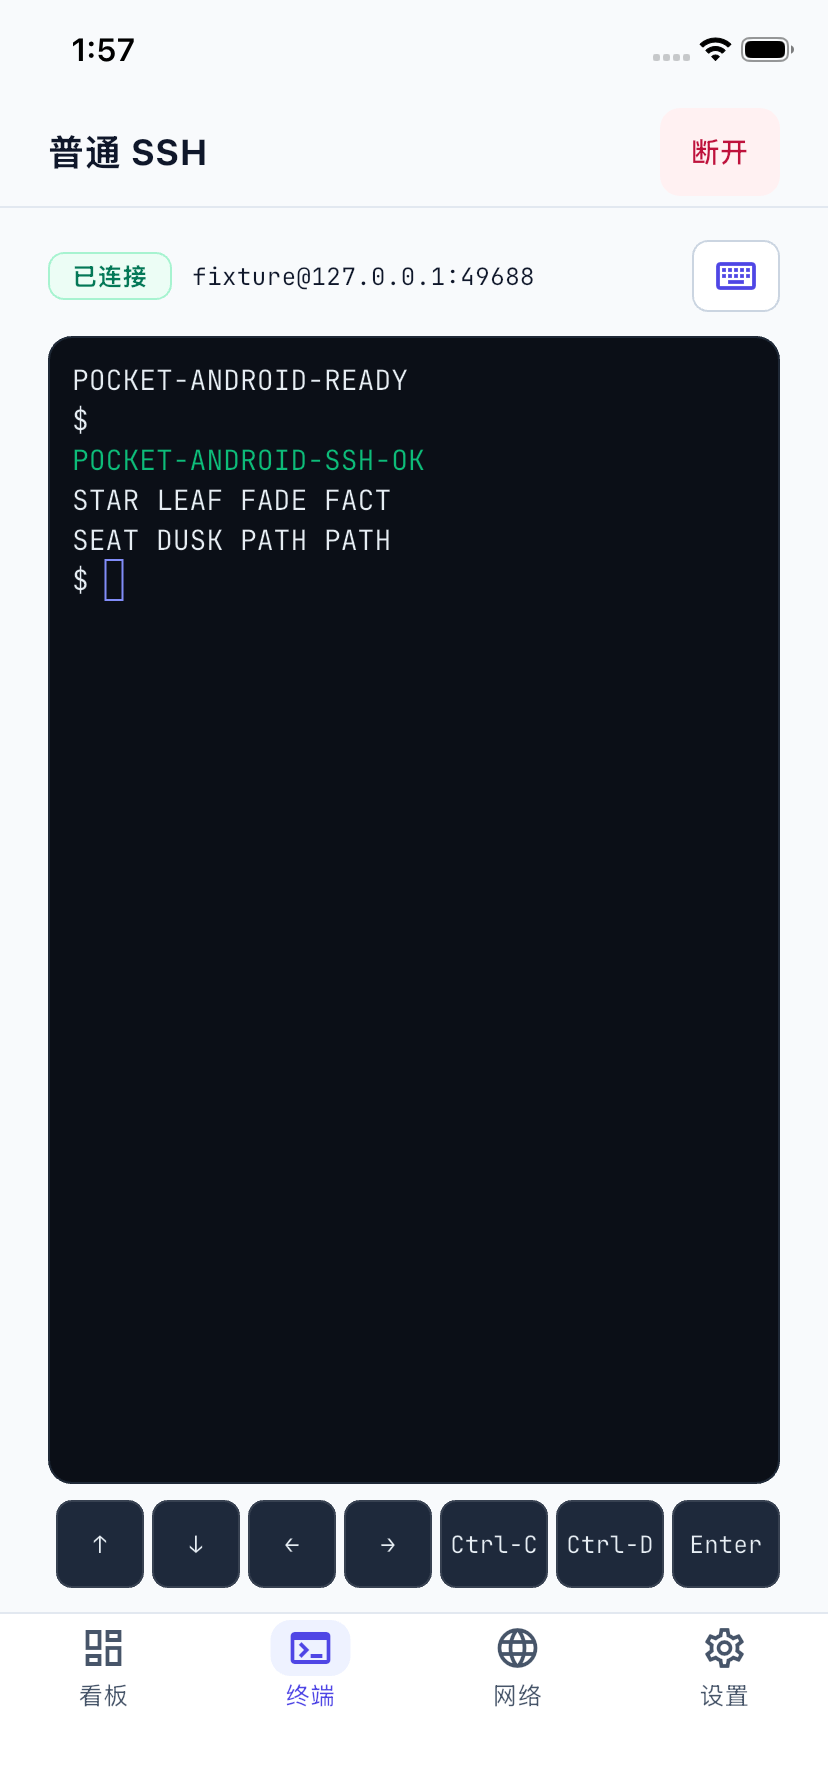 1:57
普通 SSH
断开
已连接 fixture@127.0.0.1:49688
POCKET-ANDROID-READY
$
POCKET-ANDROID-SSH-OK
STAR LEAF FADE FACT
SEAT DUSK PATH PATH
$
↑ ↓ ← → Ctrl-C Ctrl-D Enter
看板 终端 网络 设置